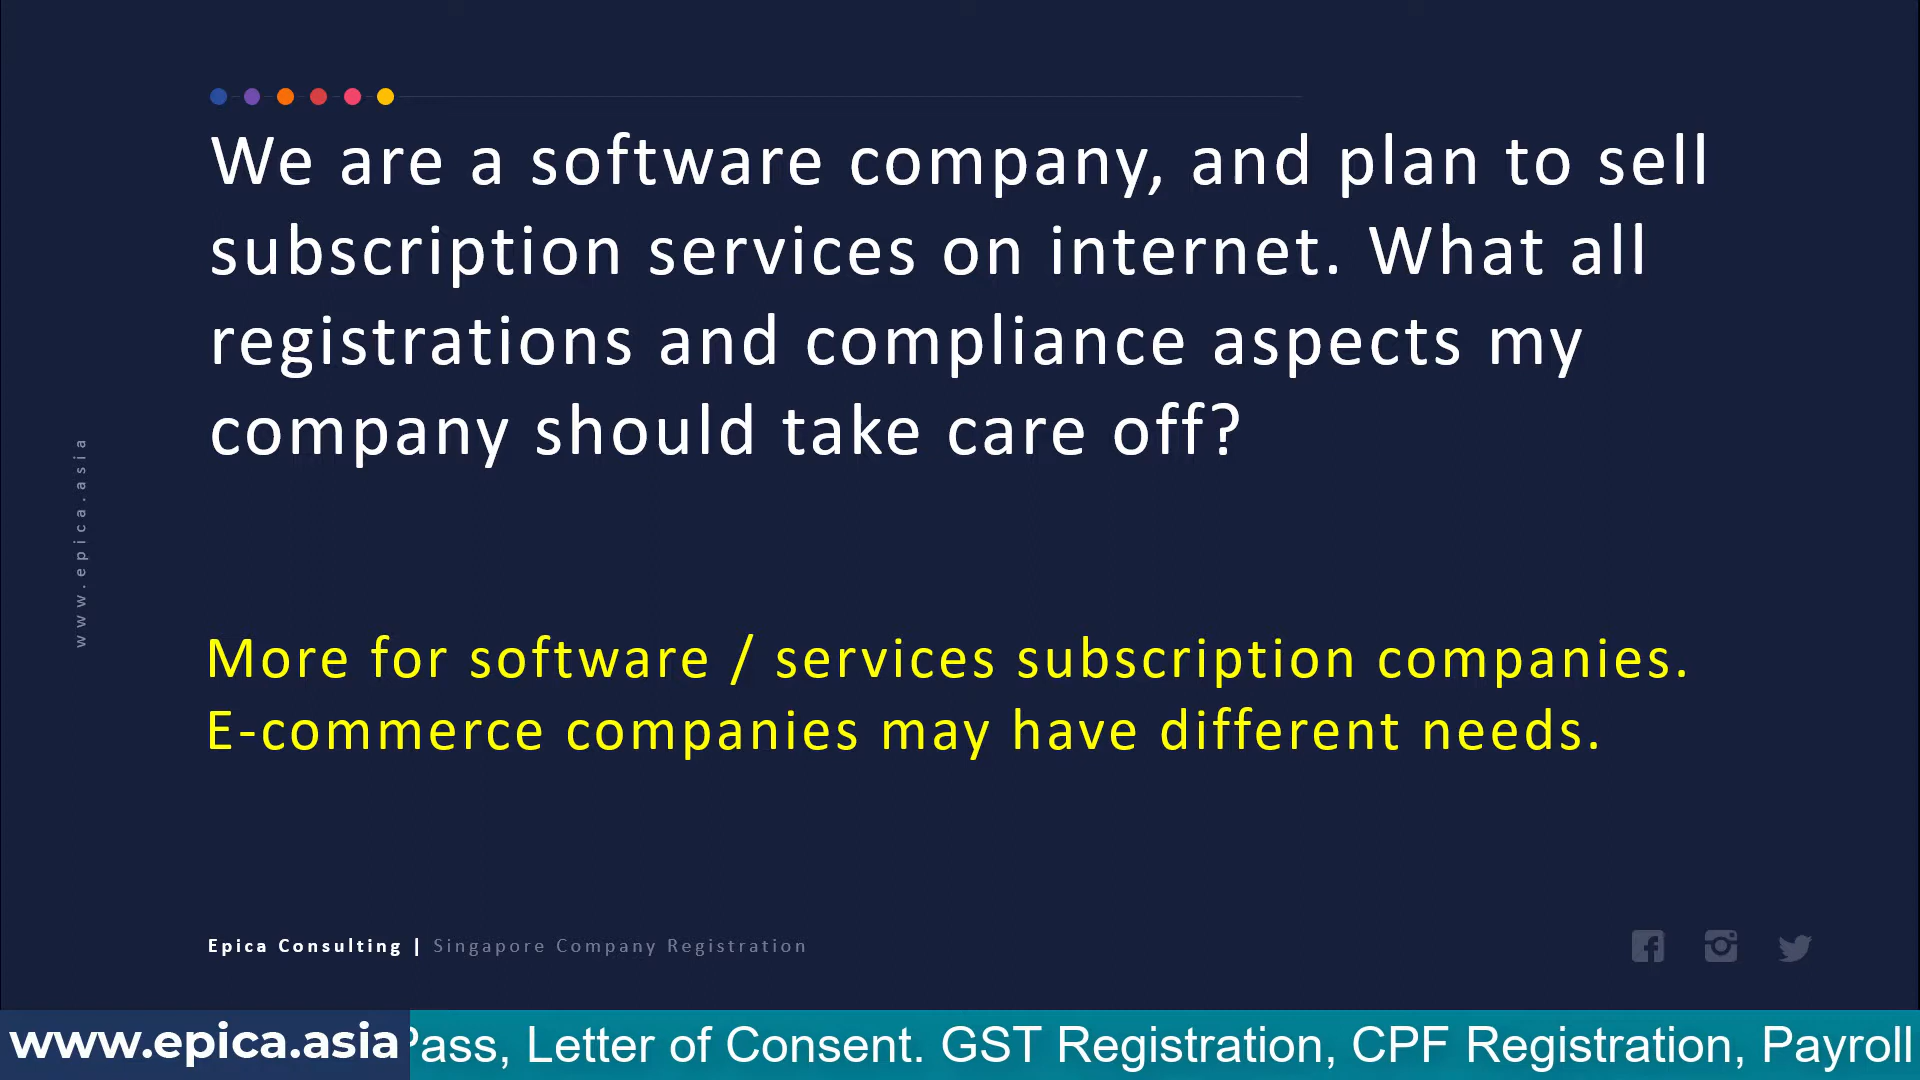 We are a software company, and plan to sell
subscription services on internet. What all
registrations and compliance aspects my
company should take care off?
www.epica.asia
More for software / services subscription companies.
E-commerce companies may have different needs.
Epica Consulting | Singapore Company Registration
www.epica.asia
Pass, Letter of Consent. GST Registration, CPF Registration, Payroll